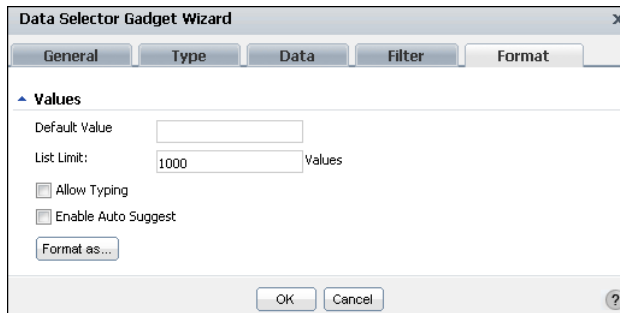 Data Selector Gadget Wizard x
General Type Data Filter Format
Values
Default Value
List Limit: 1000 Values
Allow Typing
Enable Auto Suggest
Format as...
OK Cancel ?